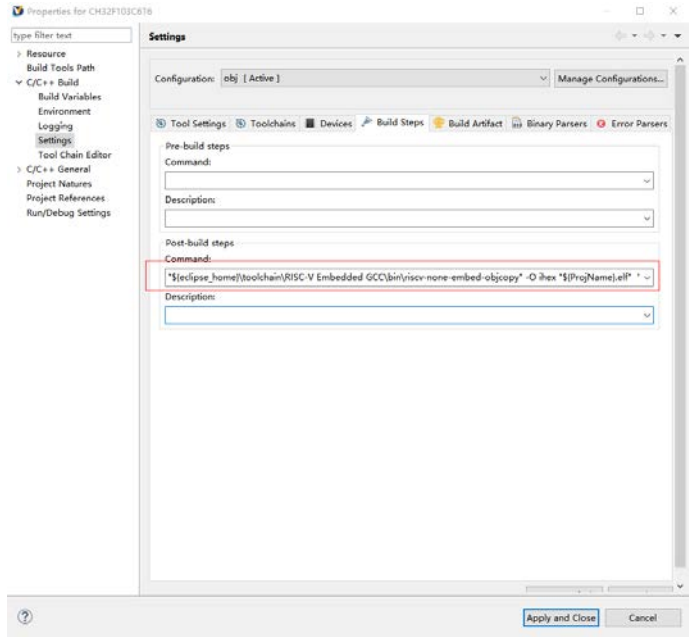 Properties for CH32F103C6T6
type filter text
Settings
Resource
Build Tools Path
C/C++ Build
Build Variables
Environment
Logging
Settings
Tool Chain Editor
C/C++ General
Project Natures
Project References
Run/Debug Settings
Configuration: obj [ Active ]
Manage Configurations...
Tool Settings Toolchains Devices Build Steps Build Artifact Binary Parsers Error Parsers
Pre-build steps
Command:
Description:
Post-build steps
Command:
"${eclipse_home}\toolchain\RISC-V Embedded GCC\bin\riscv-none-embed-objcopy" -O ihex "${ProjName}.elf" "
Description:
Apply and Close
Cancel